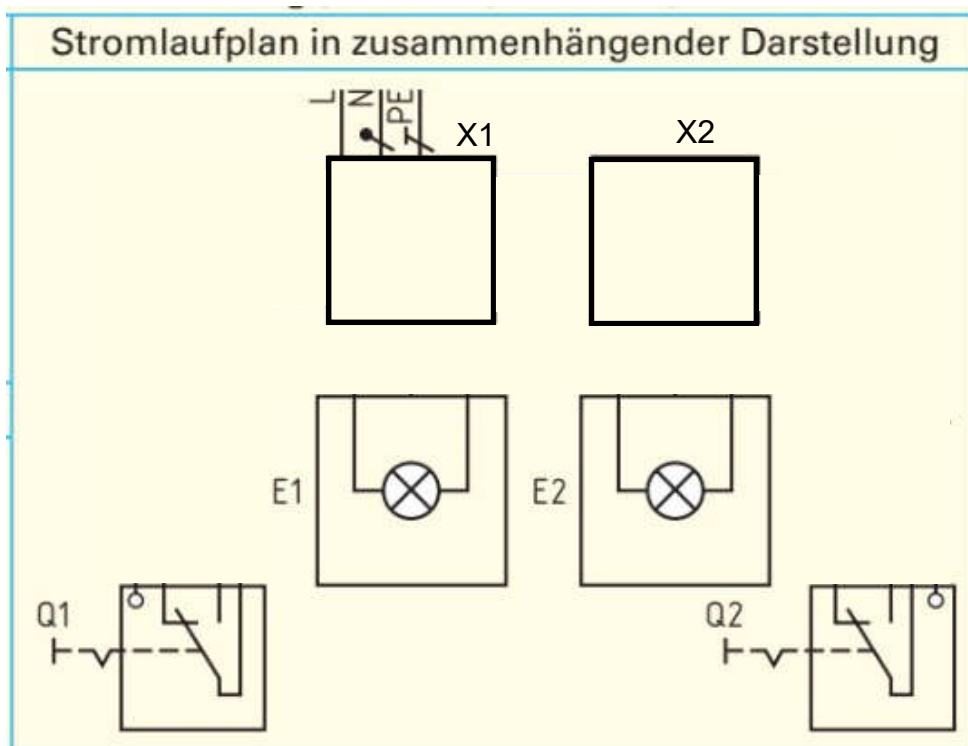 Stromlaufplan in zusammenhängender Darstellung
L N PE X1 X2
E1 E2
Q1 Q2